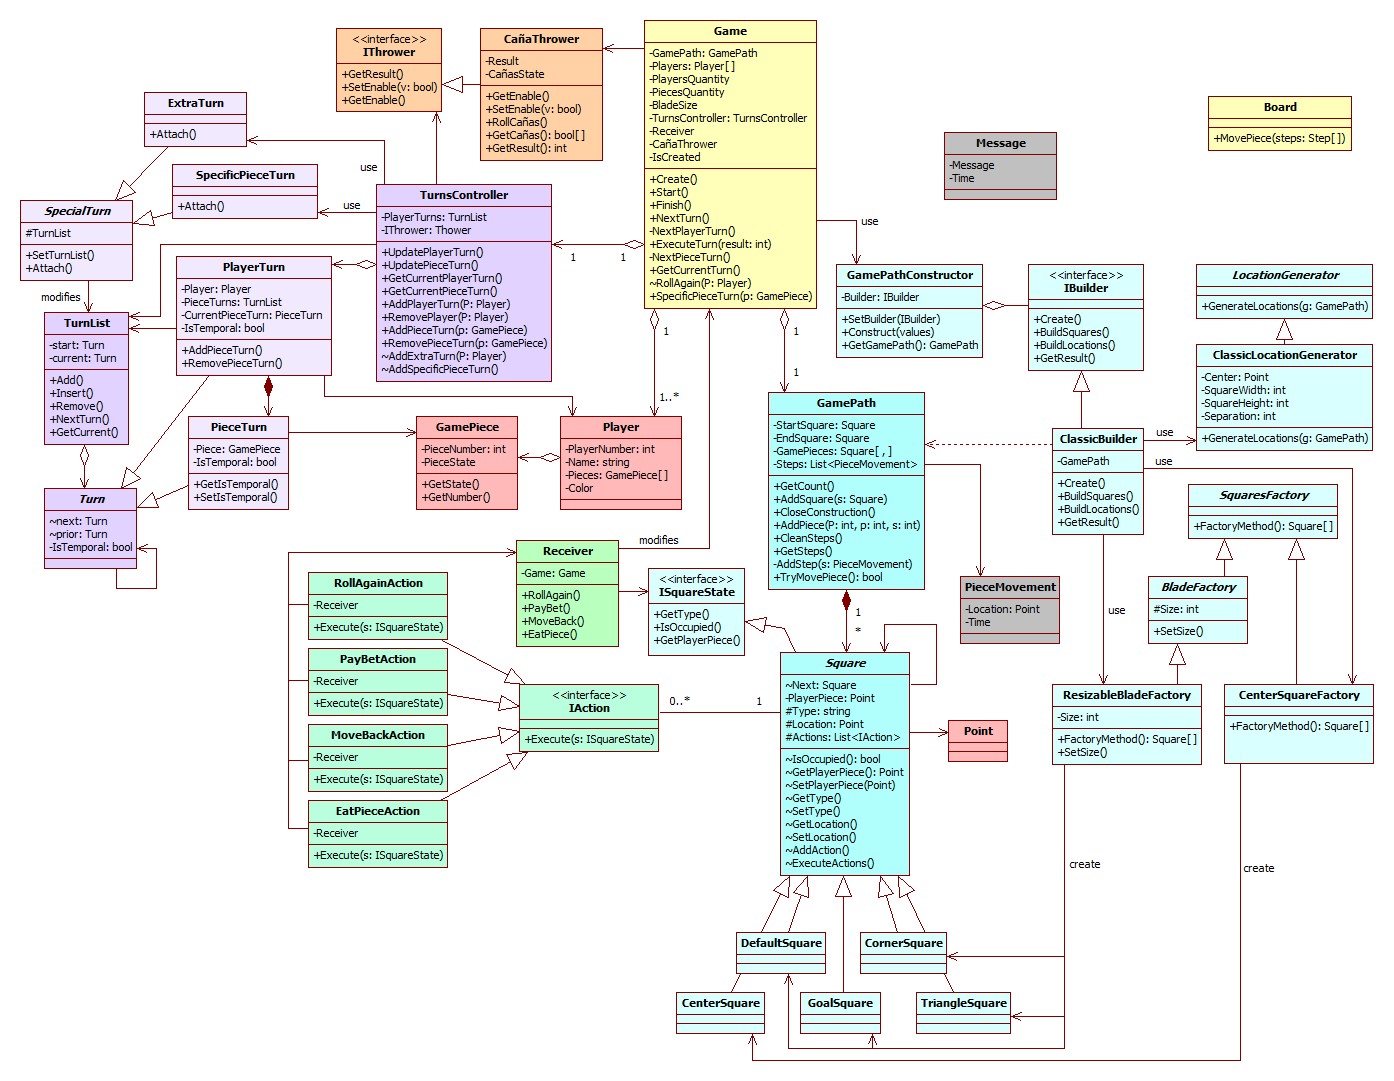 Game
-GamePath: GamePath
-Players: Player[ ]
-PlayersQuantity
-PiecesQuantity
-BladeSize
-TurnsController: TurnsController
-Receiver
-CañaThrower
-IsCreated
+Create()
+Start()
+Finish()
+NextTurn()
-NextPlayerTurn()
+ExecuteTurn(result: int)
-NextPieceTurn()
+GetCurrentTurn()
~RollAgain(P: Player)
+SpecificPieceTurn(p: GamePiece)
<<interface>>
IThrower
+GetResult()
+SetEnable(v: bool)
+GetEnable()
CañaThrower
-Result
-CañasState
+GetEnable()
+SetEnable(v: bool)
+RollCañas()
+GetCañas(): bool[ ]
+GetResult(): int
Board
+MovePiece(steps: Step[ ])
Message
-Message
-Time
ExtraTurn
+Attach()
use
SpecificPieceTurn
+Attach()
use
SpecialTurn
#TurnList
+SetTurnList()
+Attach()
modifies
TurnsController
-PlayerTurns: TurnList
-IThrower: Thower
+UpdatePlayerTurn()
+UpdatePieceTurn()
+GetCurrentPlayerTurn()
+GetCurrentPieceTurn()
+AddPlayerTurn(P: Player)
+RemovePlayer(P: Player)
+AddPieceTurn(p: GamePiece)
+RemovePieceTurn(p: GamePiece)
~AddExtraTurn(P: Player)
~AddSpecificPieceTurn()
1
1
use
PlayerTurn
-Player: Player
-PieceTurns: TurnList
-CurrentPieceTurn: PieceTurn
-IsTemporal: bool
+AddPieceTurn()
+RemovePieceTurn()
TurnList
-start: Turn
-current: Turn
+Add()
+Insert()
+Remove()
+NextTurn()
+GetCurrent()
GamePathConstructor
-Builder: IBuilder
+SetBuilder(IBuilder)
+Construct(values)
+GetGamePath(): GamePath
<<interface>>
IBuilder
+Create()
+BuildSquares()
+BuildLocations()
+GetResult()
LocationGenerator
+GenerateLocations(g: GamePath)
ClassicLocationGenerator
-Center: Point
-SquareWidth: int
-SquareHeight: int
-Separation: int
+GenerateLocations(g: GamePath)
1
1..*
1
1
PieceTurn
-Piece: GamePiece
-IsTemporal: bool
+GetIsTemporal()
+SetIsTemporal()
GamePiece
-PieceNumber: int
-PieceState
+GetState()
+GetNumber()
Player
-PlayerNumber: int
-Name: string
-Pieces: GamePiece[ ]
-Color
GamePath
-StartSquare: Square
-EndSquare: Square
-GamePieces: Square[ , ]
-Steps: List<PieceMovement>
+GetCount()
+AddSquare(s: Square)
+CloseConstruction()
+AddPiece(P: int, p: int, s: int)
+CleanSteps()
+GetSteps()
-AddStep(s: PieceMovement)
+TryMovePiece(): bool
ClassicBuilder
-GamePath
+Create()
+BuildSquares()
+BuildLocations()
+GetResult()
use
use
Turn
~next: Turn
~prior: Turn
-IsTemporal: bool
SquaresFactory
+FactoryMethod(): Square[ ]
Receiver
-Game: Game
+RollAgain()
+PayBet()
+MoveBack()
+EatPiece()
modifies
<<interface>>
ISquareState
+GetType()
+IsOccupied()
+GetPlayerPiece()
PieceMovement
-Location: Point
-Time
use
BladeFactory
#Size: int
+SetSize()
RollAgainAction
-Receiver
+Execute(s: ISquareState)
PayBetAction
-Receiver
+Execute(s: ISquareState)
MoveBackAction
-Receiver
+Execute(s: ISquareState)
EatPieceAction
-Receiver
+Execute(s: ISquareState)
<<interface>>
IAction
+Execute(s: ISquareState)
0..*
1
1
*
Square
~Next: Square
-PlayerPiece: Point
#Type: string
#Location: Point
#Actions: List<IAction>
~IsOccupied(): bool
~GetPlayerPiece(): Point
~SetPlayerPiece(Point)
~GetType()
~SetType()
~GetLocation()
~SetLocation()
~AddAction()
~ExecuteActions()
Point
ResizableBladeFactory
-Size: int
+FactoryMethod(): Square[ ]
+SetSize()
CenterSquareFactory
+FactoryMethod(): Square[ ]
create
create
DefaultSquare
CornerSquare
CenterSquare
GoalSquare
TriangleSquare